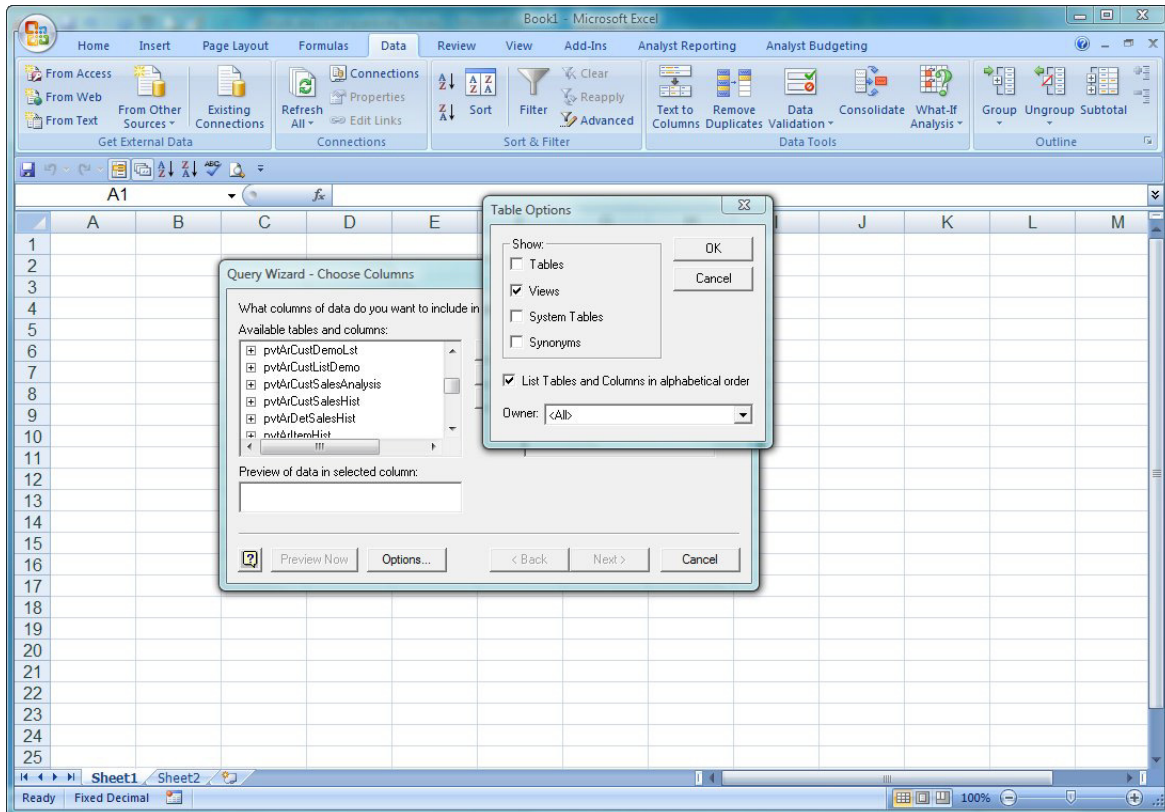 Book1 - Microsoft Excel
Home Insert Page Layout Formulas Data Review View Add-Ins Analyst Reporting Analyst Budgeting
From Access
From Web
From Text
From Other Sources
Existing Connections
Get External Data
Refresh All
Connections
Properties
Edit Links
Connections
Sort
Filter
Clear
Reapply
Advanced
Sort & Filter
Text to Columns
Remove Duplicates
Data Validation
Consolidate
What-If Analysis
Data Tools
Group
Ungroup
Subtotal
Outline
A1 fx
A B C D E J K L M
1
2
3
4
5
6
7
8
9
10
11
12
13
14
15
16
17
18
19
20
21
22
23
24
25
Query Wizard - Choose Columns
What columns of data do you want to include in
Available tables and columns:
pvtArCustDemoLst
pvtArCustListDemo
pvtArCustSalesAnalysis
pvtArCustSalesHist
pvtArDetSalesHist
pvtArItemHist
Preview of data in selected column:
Preview Now Options... < Back Next > Cancel
Table Options
Show:
Tables
Views
System Tables
Synonyms
OK
Cancel
List Tables and Columns in alphabetical order
Owner: <All>
Sheet1 Sheet2
Ready Fixed Decimal 100%